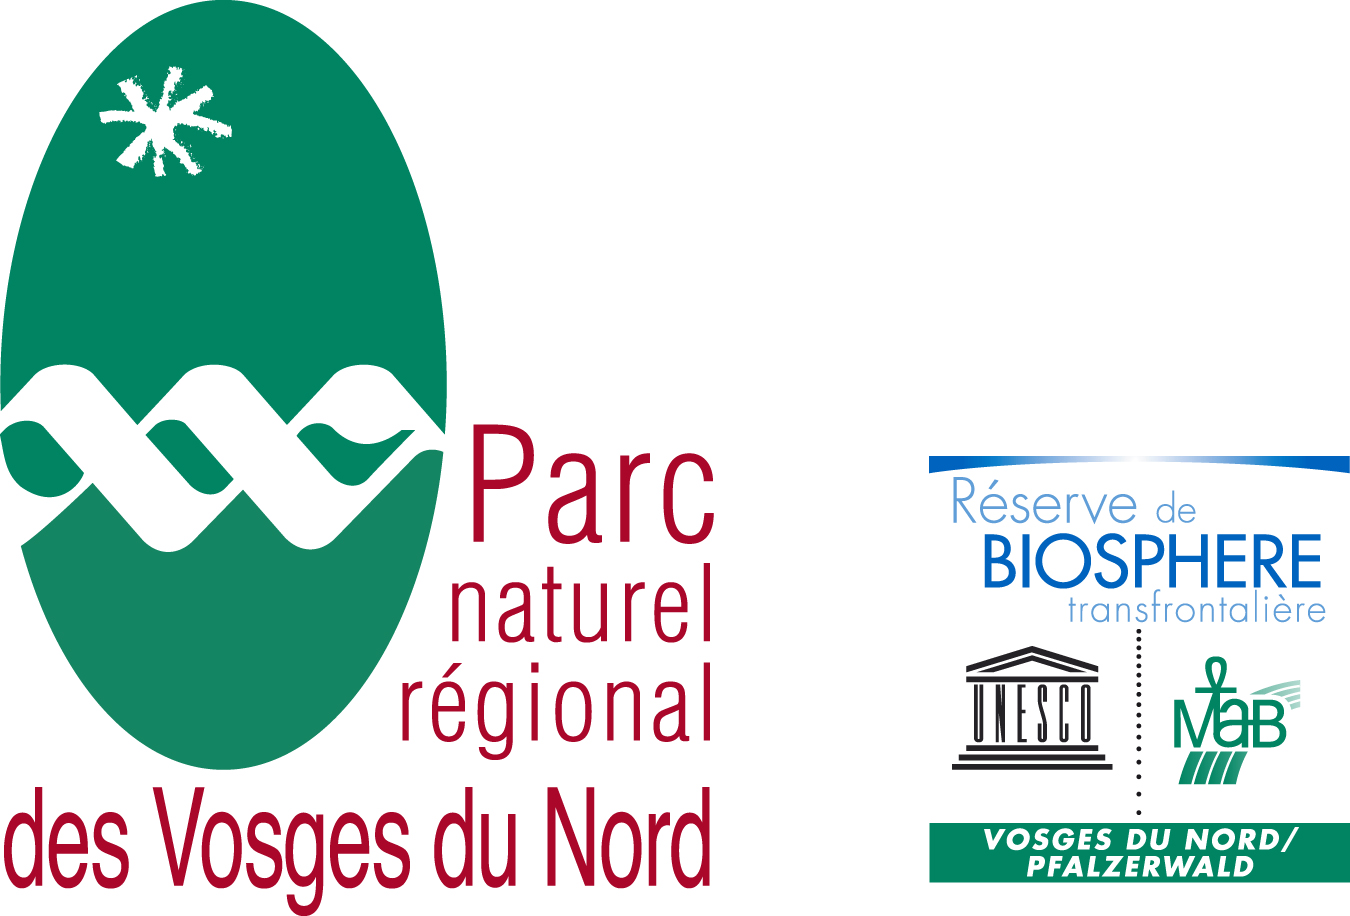 Parc
naturel
régional
des Vosges du Nord
Réserve de
BIOSPHERE
transfrontalière
UNESCO
MaB
VOSGES DU NORD/
PFALZERWALD